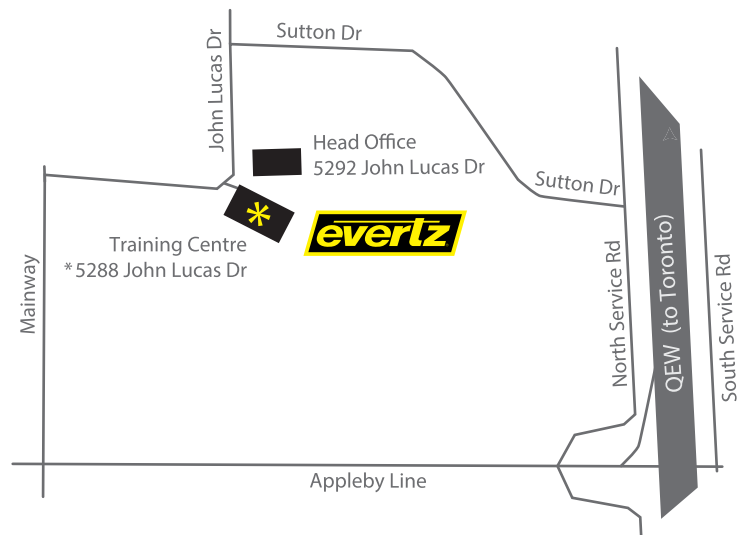 Sutton Dr
John Lucas Dr
Head Office
5292 John Lucas Dr
Sutton Dr
evertz
Training Centre
*5288 John Lucas Dr
Mainway
North Service Rd
QEW (to Toronto)
South Service Rd
Appleby Line